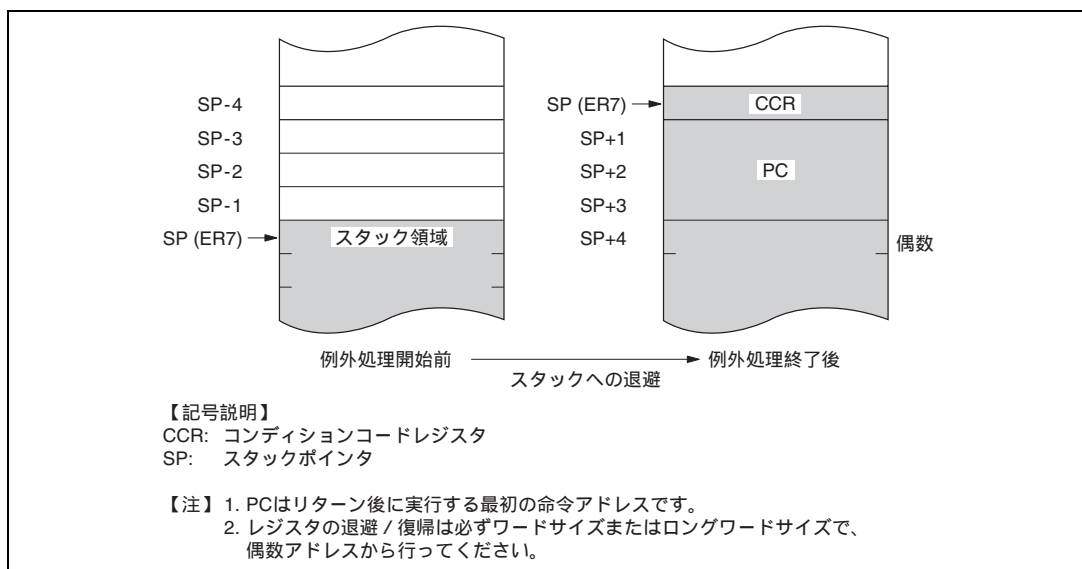 SP-4
SP-3
SP-2
SP-1
SP (ER7)
スタック領域
SP (ER7)
CCR
SP+1
SP+2
PC
SP+3
SP+4
偶数
例外処理開始前
スタックへの退避
例外処理終了後
【記号説明】
CCR: コンディションコードレジスタ
SP: スタックポインタ
【注】 1. PCはリターン後に実行する最初の命令アドレスです。
2. レジスタの退避 / 復帰は必ずワードサイズまたはロングワードサイズで、
偶数アドレスから行ってください。